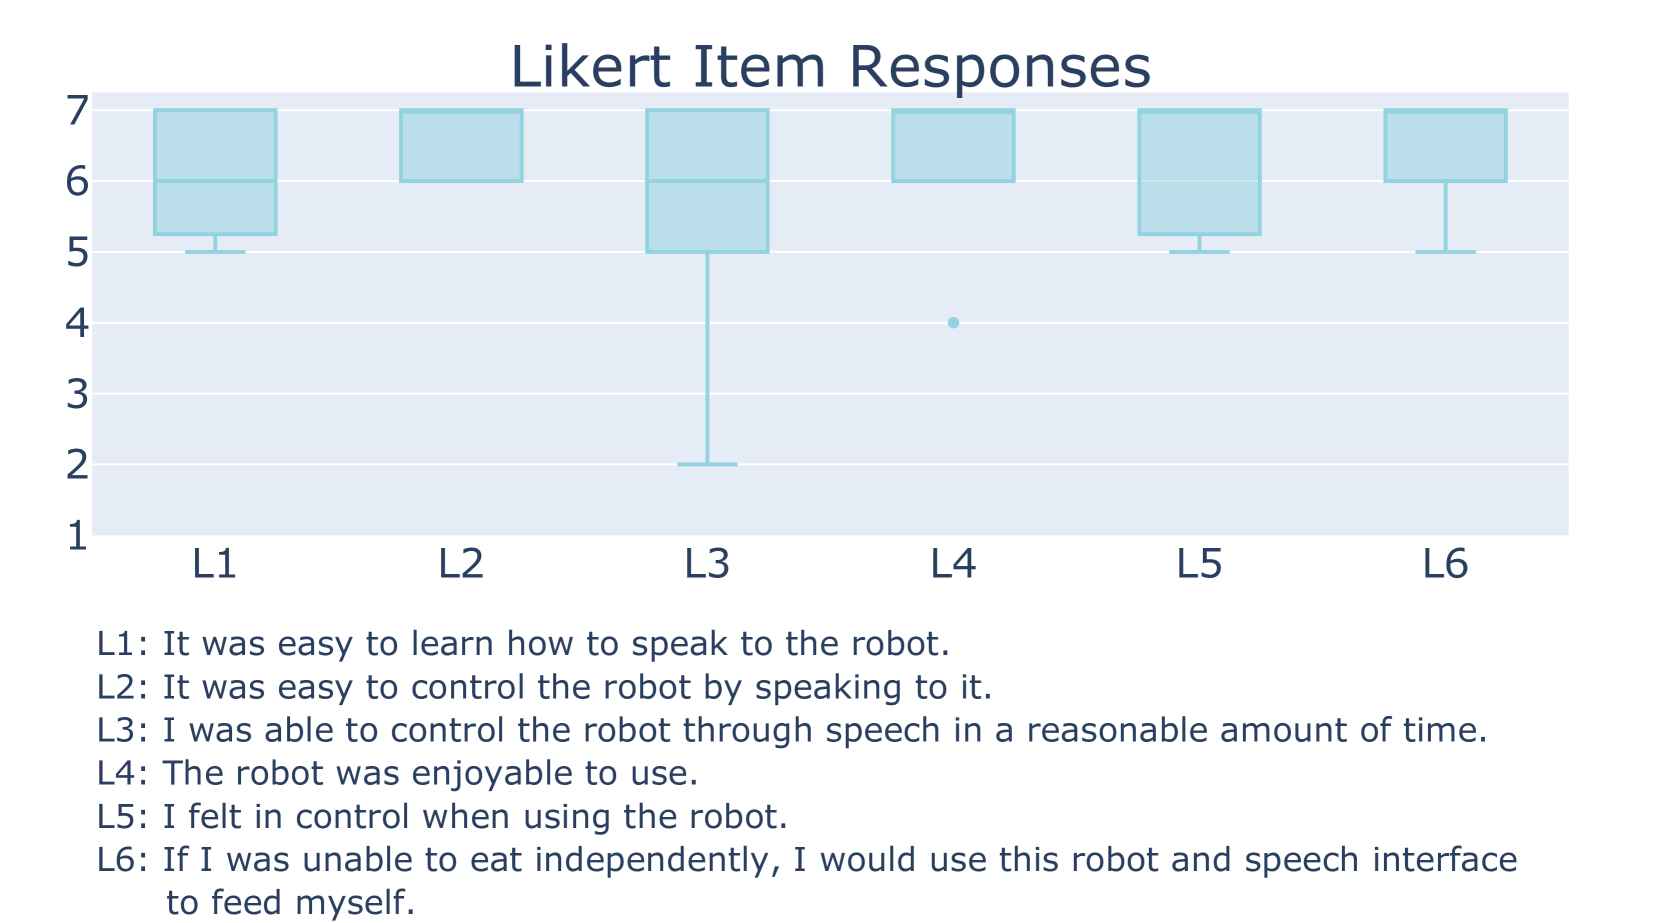 Likert Item Responses
7
6
5
4
3
2
1
L1 L2 L3 L4 L5 L6
L1: It was easy to learn how to speak to the robot.
L2: It was easy to control the robot by speaking to it.
L3: I was able to control the robot through speech in a reasonable amount of time.
L4: The robot was enjoyable to use.
L5: I felt in control when using the robot.
L6: If I was unable to eat independently, I would use this robot and speech interface
to feed myself.